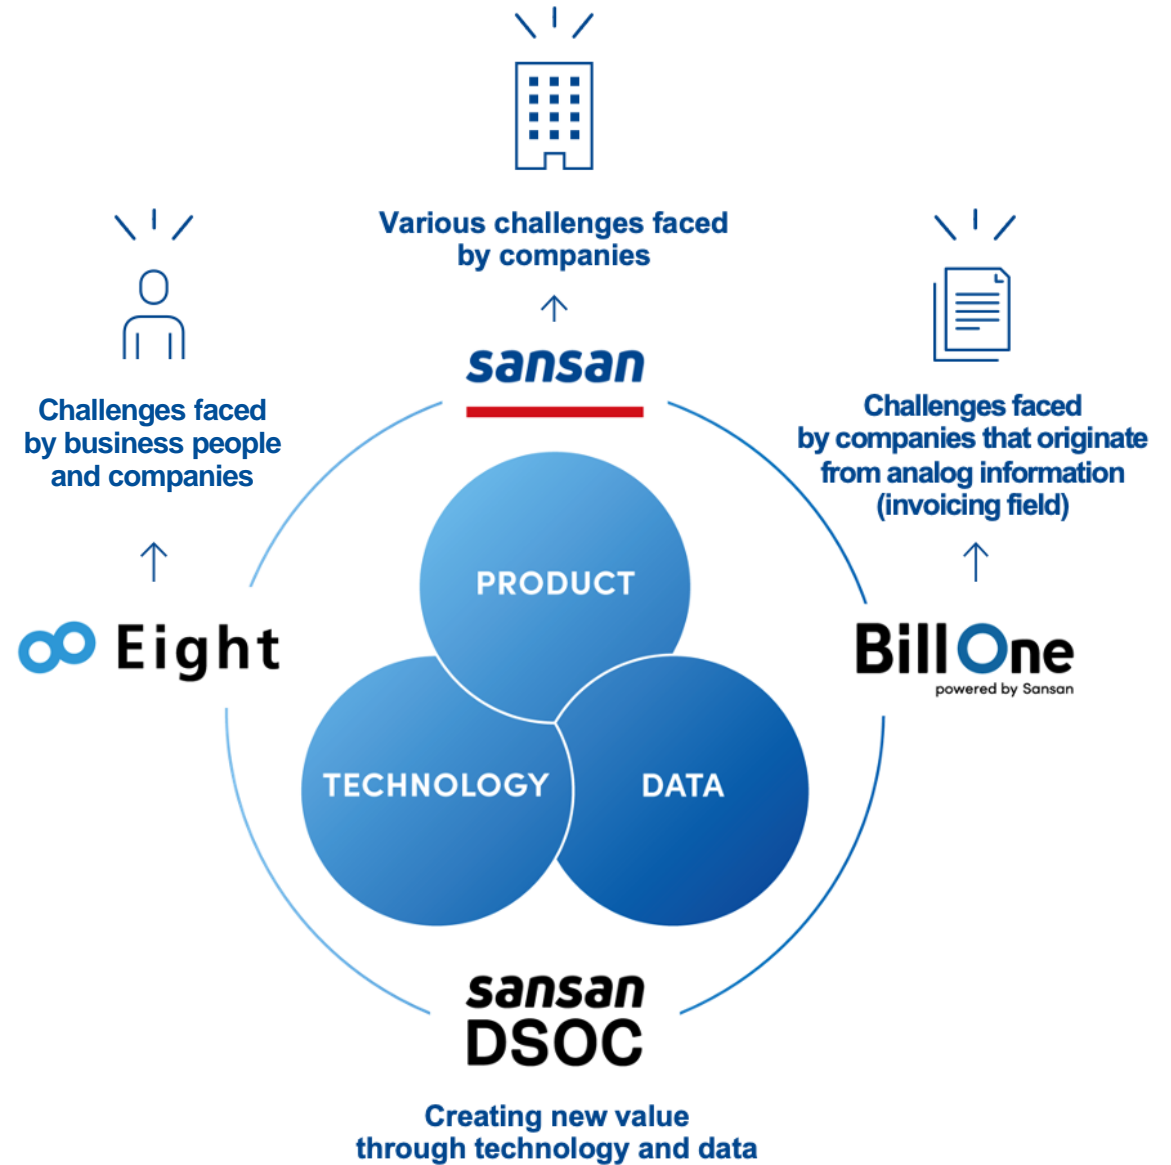 Various challenges faced
by companies
sansan
Challenges faced
by business people
and companies
Eight
Challenges faced
by companies that originate
from analog information
(invoicing field)
Bill One
powered by Sansan
PRODUCT
TECHNOLOGY
DATA
sansan
DSOC
Creating new value
through technology and data